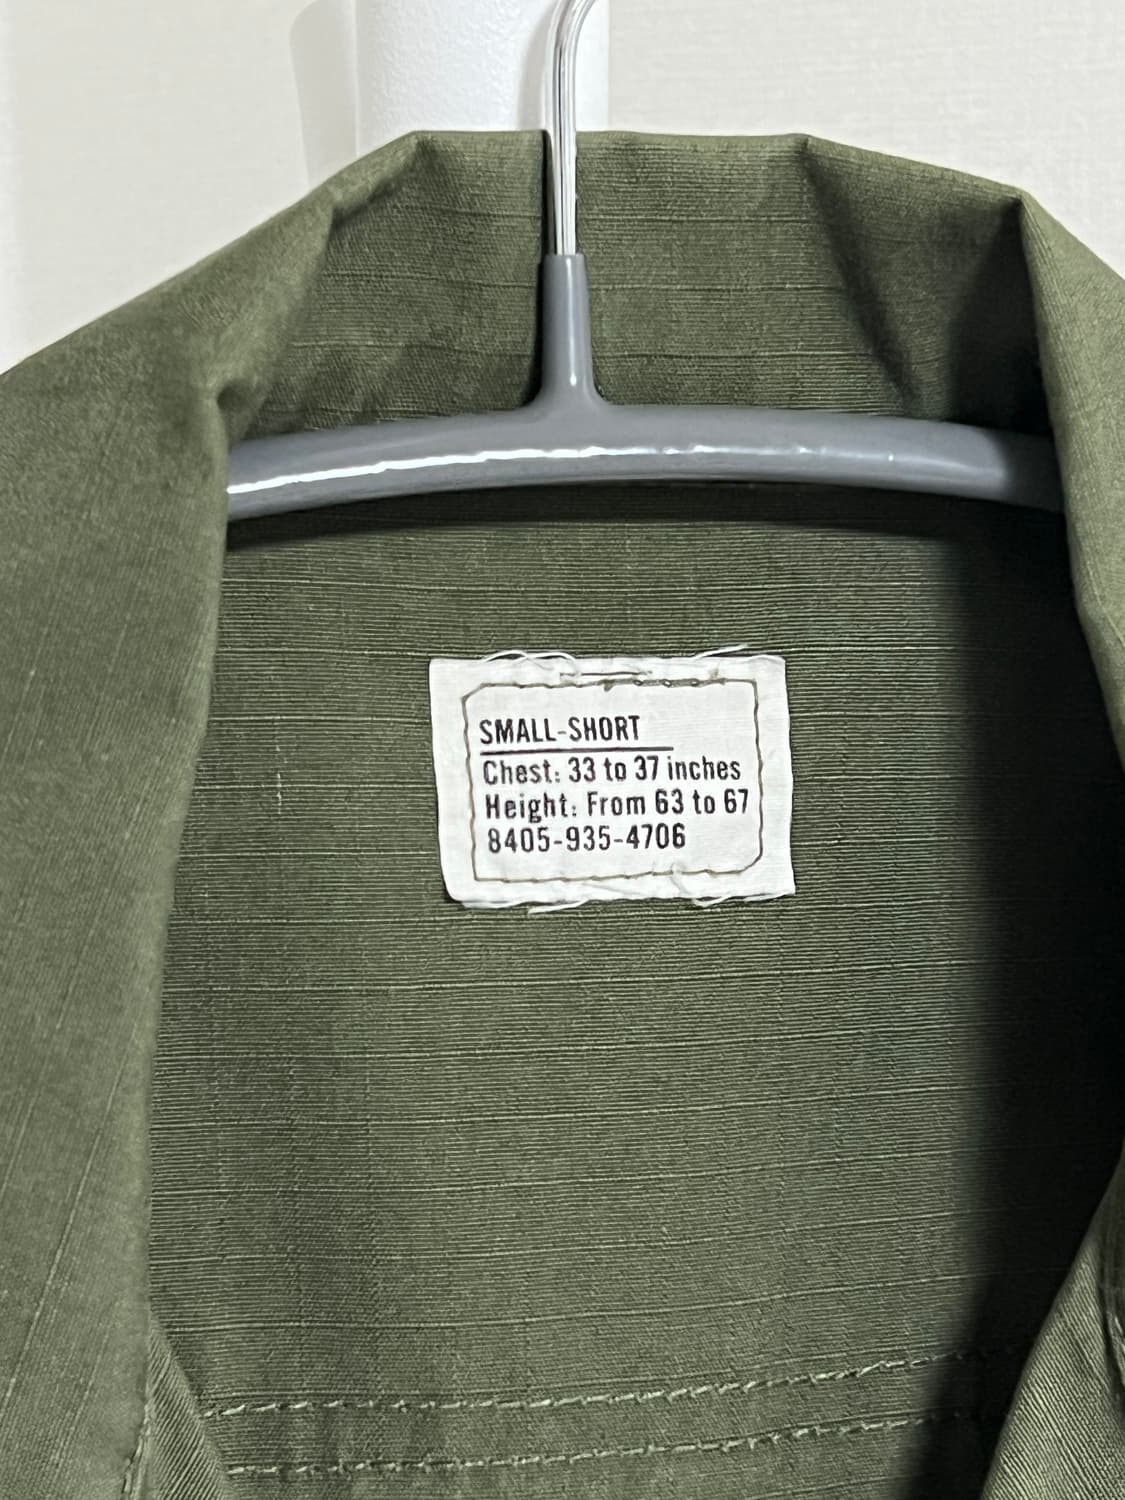 SMALL-SHORT
Chest: 33 to 37 inches
Height: From 63 to 67
8405-935-4706